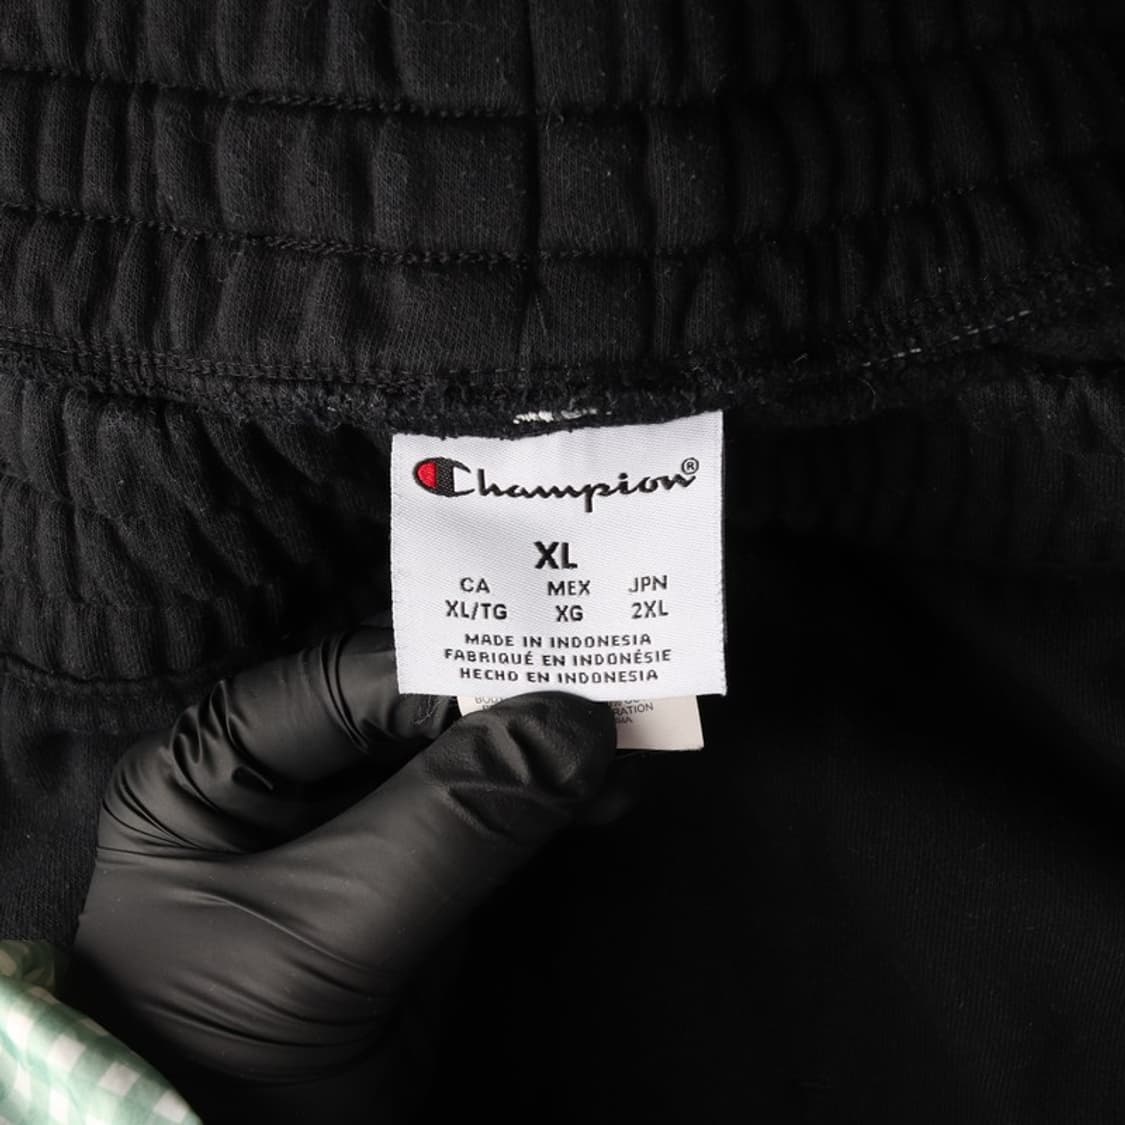 Champion®
XL
CA MEX JPN
XL/TG XG 2XL
MADE IN INDONESIA
FABRIQUÉ EN INDONÉSIE
HECHO EN INDONESIA